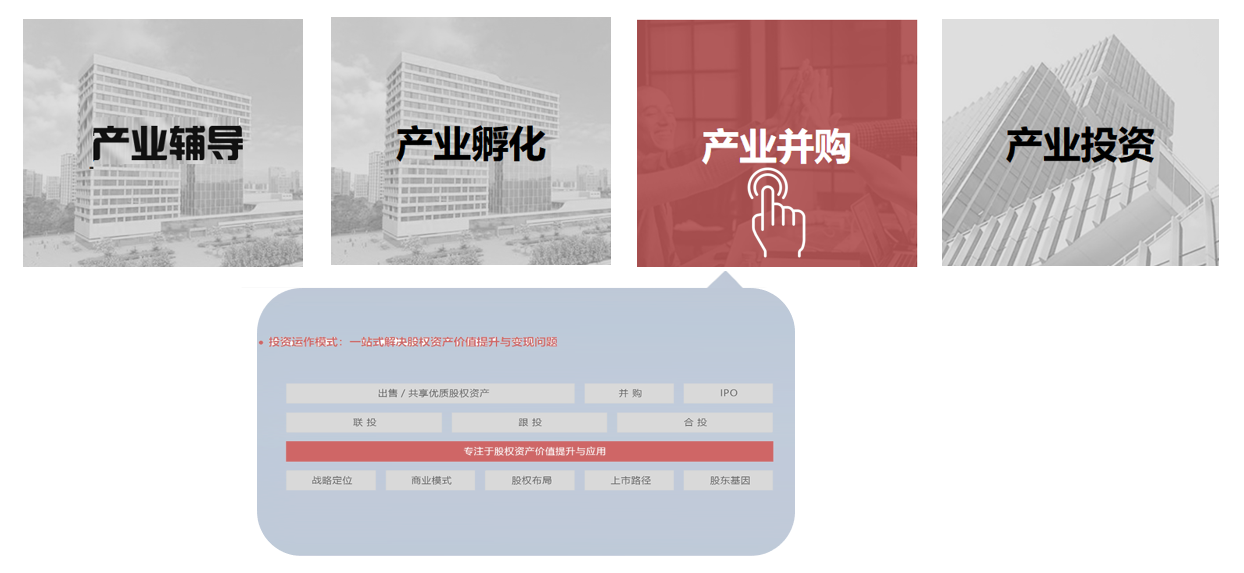 产业辅导
产业孵化
产业并购
产业投资
• 投资运作模式：一站式解决股权资产价值提升与变现问题
出售 / 共享优质股权资产
并 购
IPO
联 投
跟 投
合 投
专注于股权资产价值提升与应用
战略定位
商业模式
股权布局
上市路径
股东基因